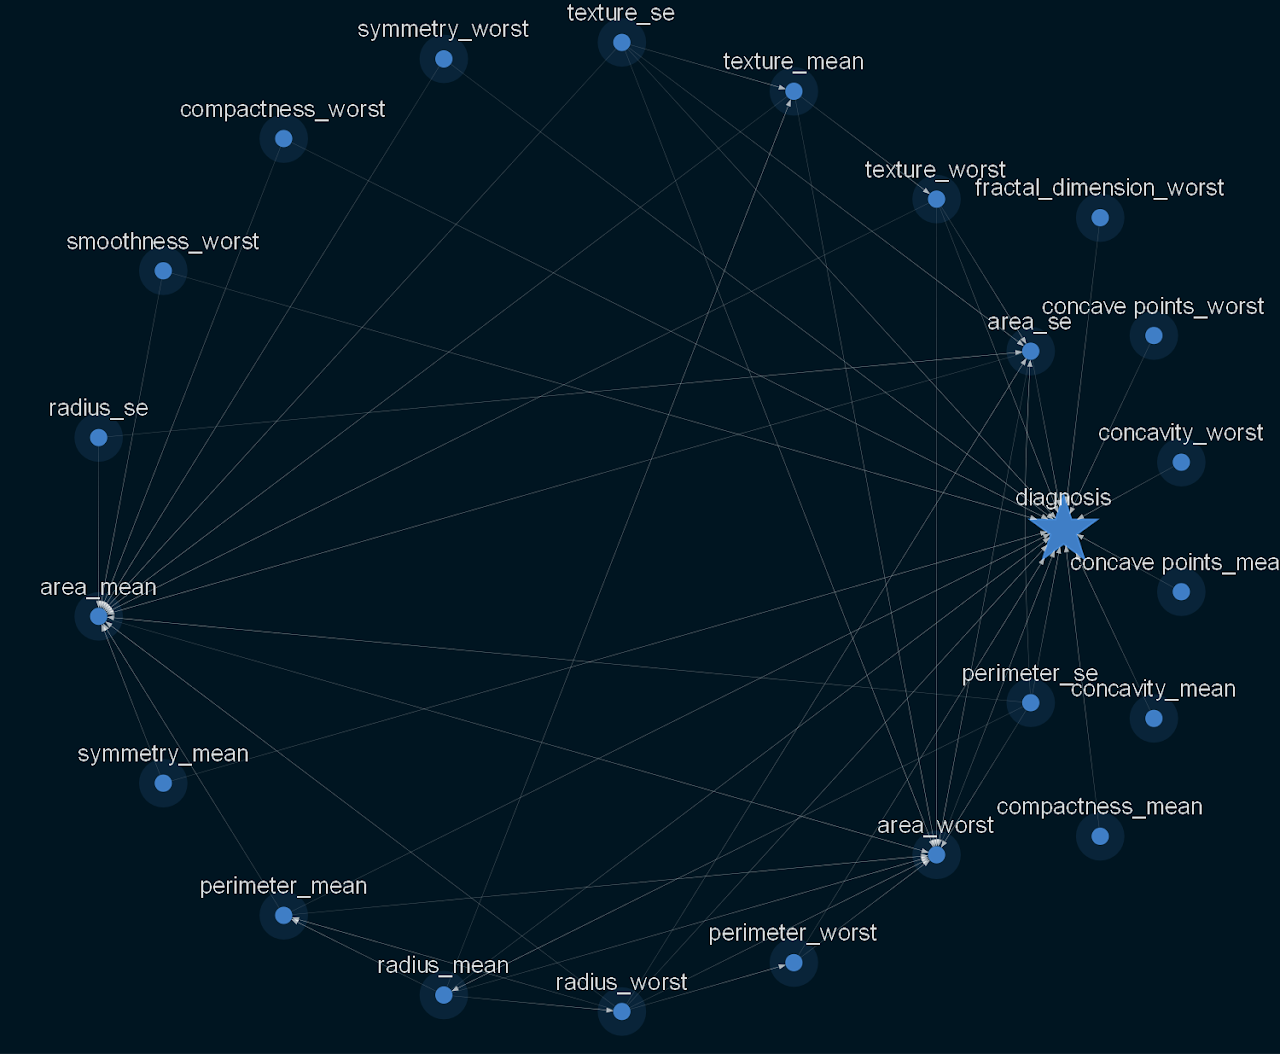 texture_se
symmetry_worst
texture_mean
compactness_worst
texture_worst
fractal_dimension_worst
smoothness_worst
concave points_worst
area_se
radius_se
concavity_worst
diagnosis
concave points_mea
area_mean
perimeter_se
concavity_mean
symmetry_mean
compactness_mean
area_worst
perimeter_mean
perimeter_worst
radius_mean
radius_worst